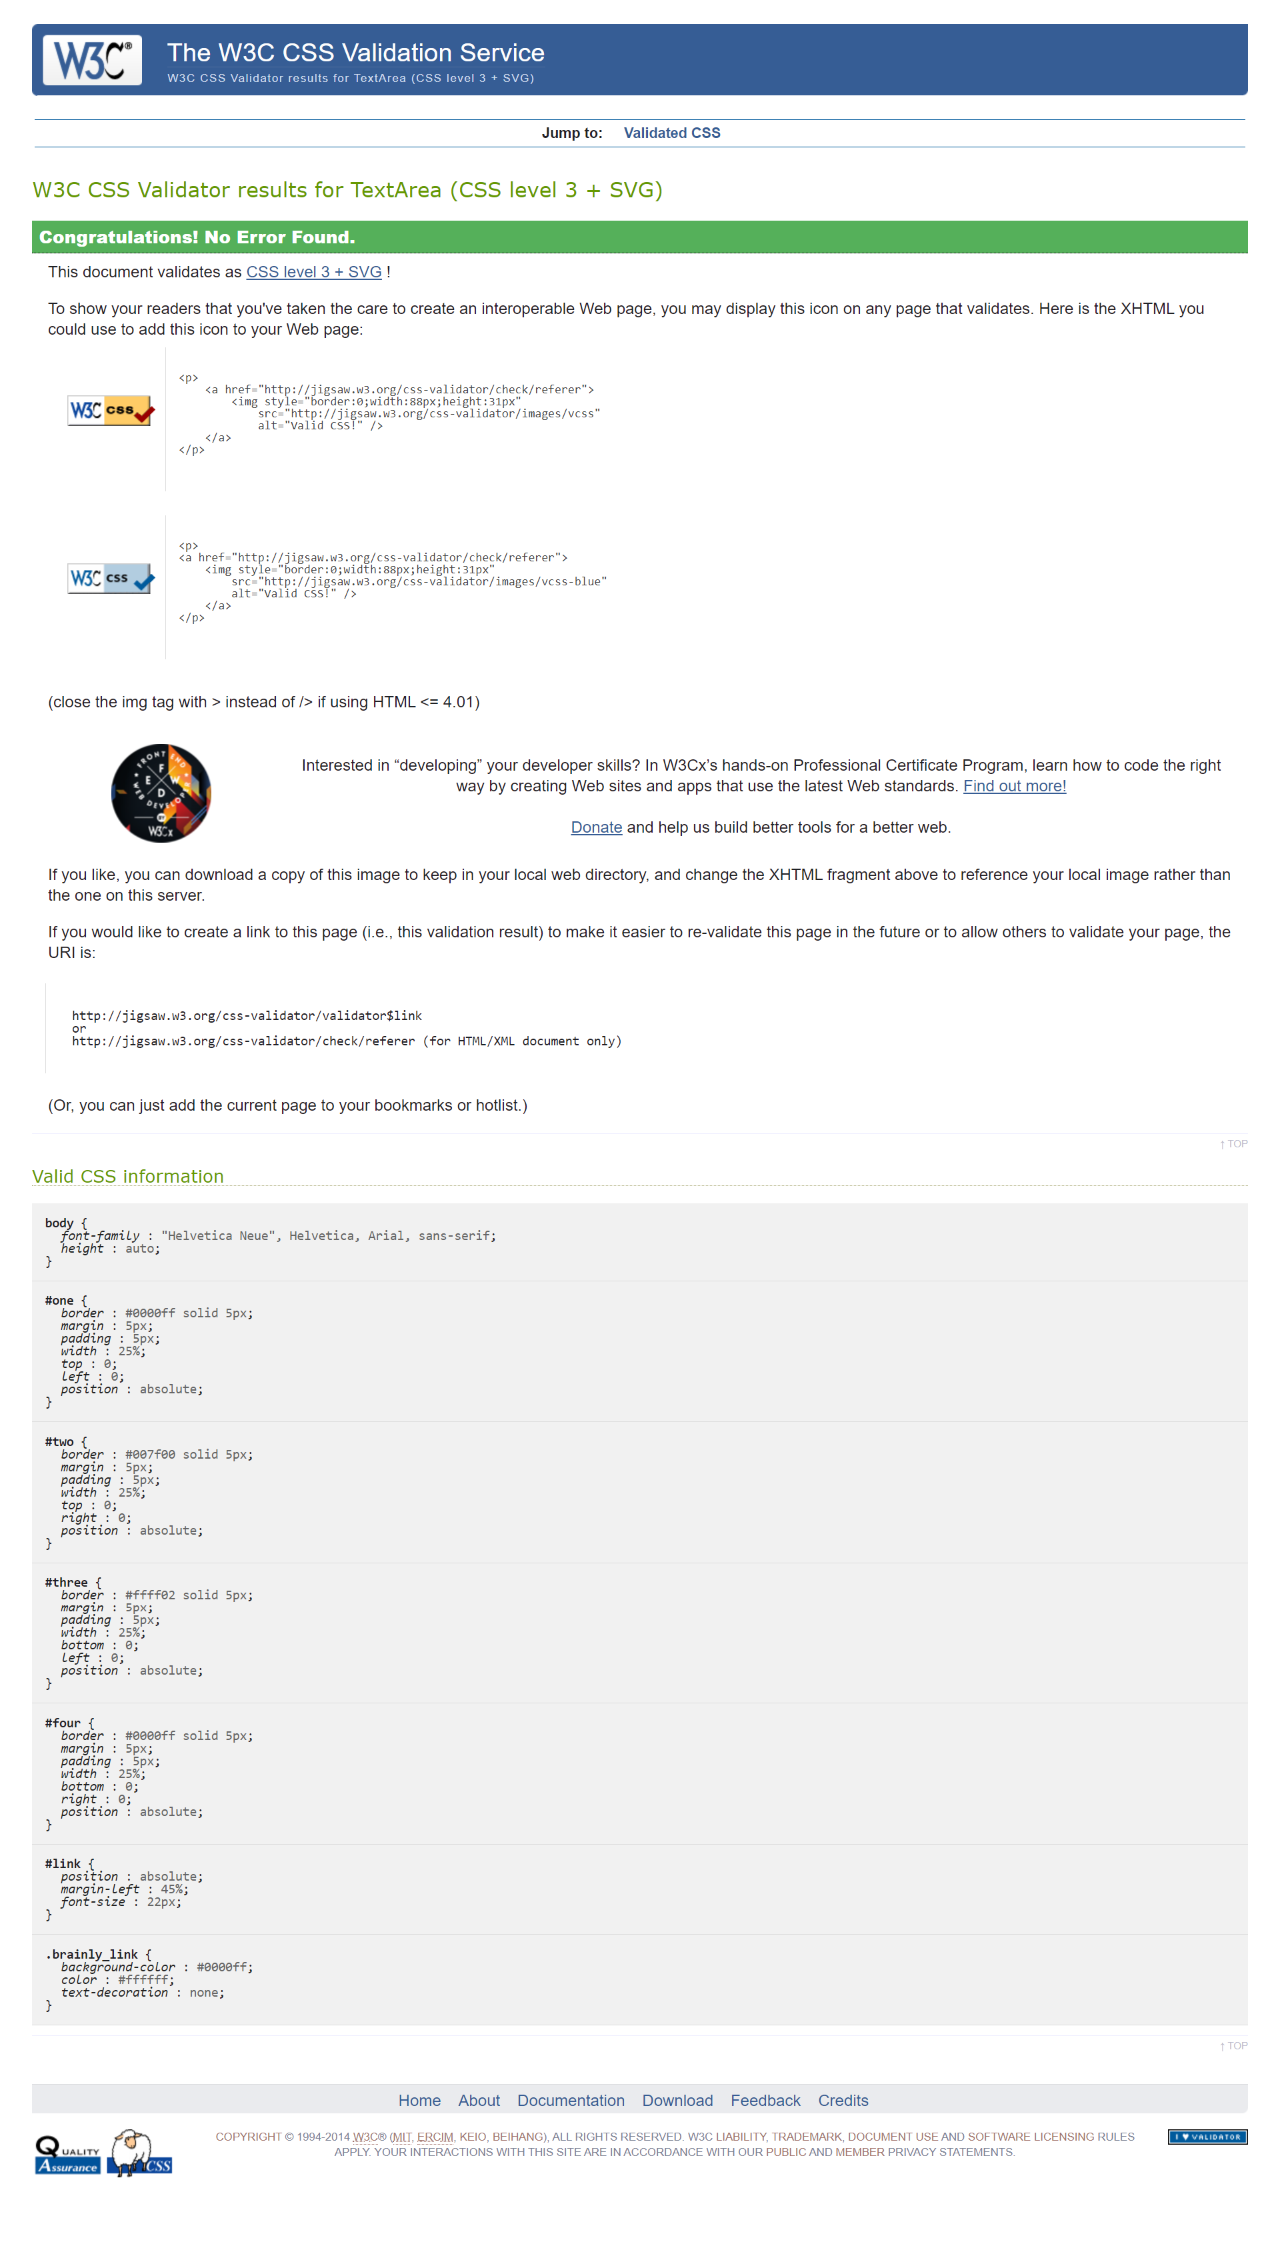 W3C®
The W3C CSS Validation Service
W3C CSS Validator results for TextArea (CSS level 3 + SVG)
Jump to: Validated CSS
W3C CSS Validator results for TextArea (CSS level 3 + SVG)
Congratulations! No Error Found.
This document validates as CSS level 3 + SVG !
To show your readers that you've taken the care to create an interoperable Web page, you may display this icon on any page that validates. Here is the XHTML you
could use to add this icon to your Web page:
W3C css
<p>
    <a href="http://jigsaw.w3.org/css-validator/check/referer">
        <img style="border:0;width:88px;height:31px"
            src="http://jigsaw.w3.org/css-validator/images/vcss"
            alt="Valid CSS!" />
    </a>
</p>
W3C css
<p>
<a href="http://jigsaw.w3.org/css-validator/check/referer">
    <img style="border:0;width:88px;height:31px"
        src="http://jigsaw.w3.org/css-validator/images/vcss-blue"
        alt="Valid CSS!" />
    </a>
</p>
(close the img tag with > instead of /> if using HTML <= 4.01)
FRONT END
F
E W
D
WEB DEVELOPER
W3Cx
Interested in “developing” your developer skills? In W3Cx’s hands-on Professional Certificate Program, learn how to code the right
way by creating Web sites and apps that use the latest Web standards. Find out more!
Donate and help us build better tools for a better web.
If you like, you can download a copy of this image to keep in your local web directory, and change the XHTML fragment above to reference your local image rather than
the one on this server.
If you would like to create a link to this page (i.e., this validation result) to make it easier to re-validate this page in the future or to allow others to validate your page, the
URI is:
http://jigsaw.w3.org/css-validator/validator$link
or
http://jigsaw.w3.org/css-validator/check/referer (for HTML/XML document only)
(Or, you can just add the current page to your bookmarks or hotlist.)
↑ TOP
Valid CSS information
body {
  font-family : "Helvetica Neue", Helvetica, Arial, sans-serif;
  height : auto;
}
#one {
  border : #0000ff solid 5px;
  margin : 5px;
  padding : 5px;
  width : 25%;
  top : 0;
  left : 0;
  position : absolute;
}
#two {
  border : #007f00 solid 5px;
  margin : 5px;
  padding : 5px;
  width : 25%;
  top : 0;
  right : 0;
  position : absolute;
}
#three {
  border : #ffff02 solid 5px;
  margin : 5px;
  padding : 5px;
  width : 25%;
  bottom : 0;
  left : 0;
  position : absolute;
}
#four {
  border : #0000ff solid 5px;
  margin : 5px;
  padding : 5px;
  width : 25%;
  bottom : 0;
  right : 0;
  position : absolute;
}
#link {
  position : absolute;
  margin-left : 45%;
  font-size : 22px;
}
.brainly_link {
  background-color : #0000ff;
  color : #ffffff;
  text-decoration : none;
}
↑ TOP
Home About Documentation Download Feedback Credits
QUALITY
Assurance
CSS
COPYRIGHT © 1994-2014 W3C® (MIT, ERCIM, KEIO, BEIHANG), ALL RIGHTS RESERVED. W3C LIABILITY, TRADEMARK, DOCUMENT USE AND SOFTWARE LICENSING RULES
APPLY. YOUR INTERACTIONS WITH THIS SITE ARE IN ACCORDANCE WITH OUR PUBLIC AND MEMBER PRIVACY STATEMENTS.
I ♥ VALIDATOR